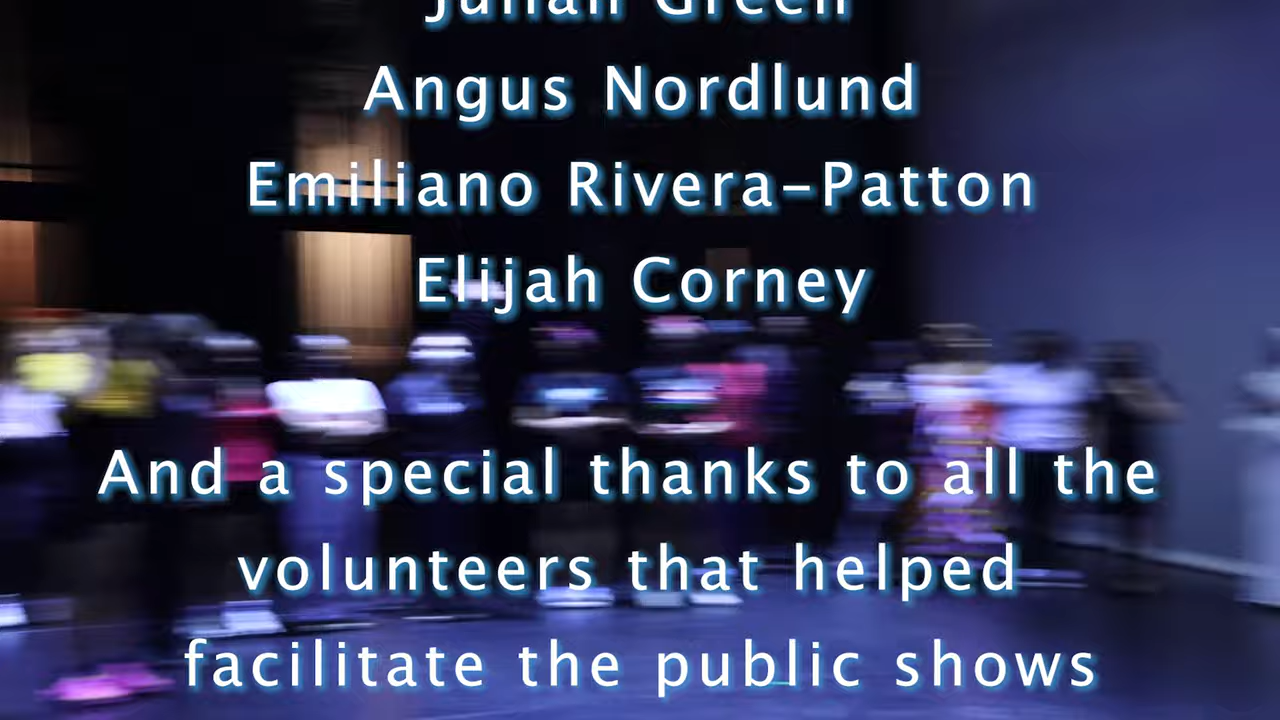 Green
Angus Nordlund
Emiliano Rivera-Patton
Elijah Corney
And a special thanks to all the
volunteers that helped
facilitate the public shows